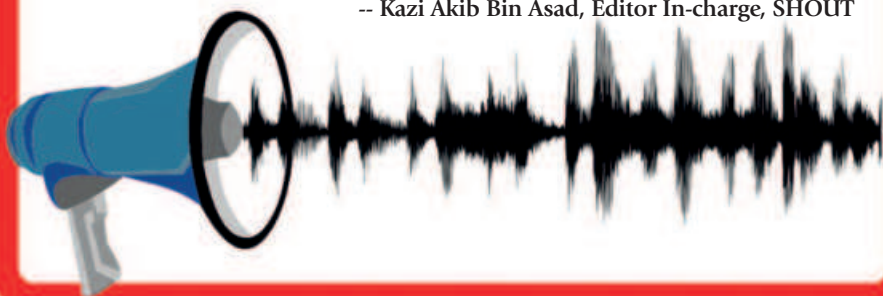 -- Kazi Akib Bin Asad, Editor In-charge, SHOUT